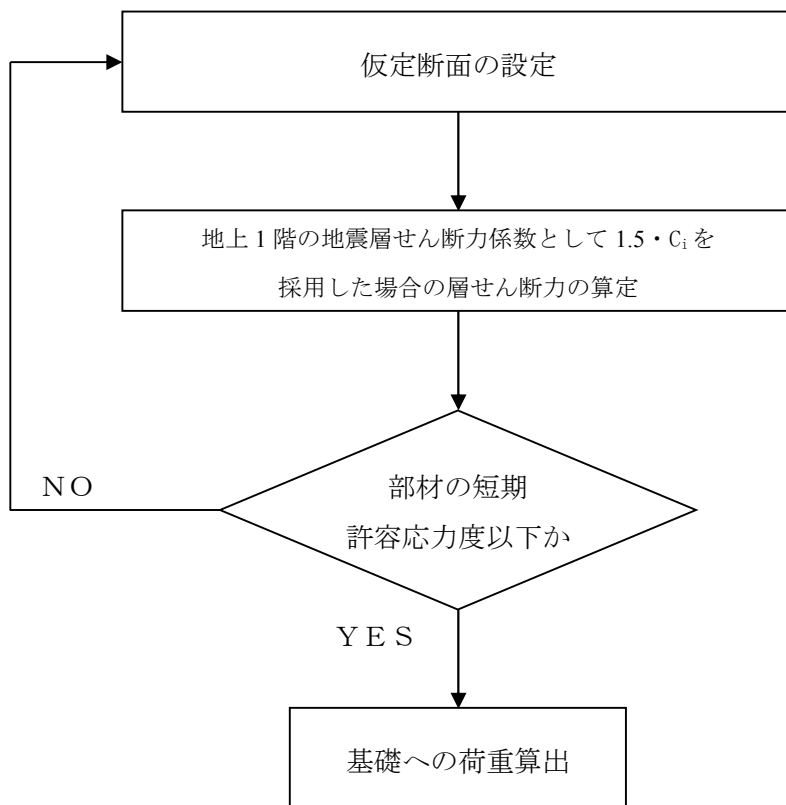 仮定断面の設定
地上1階の地震層せん断力係数として1.5・Cᵢを
採用した場合の層せん断力の算定
部材の短期
許容応力度以下か
NO
YES
基礎への荷重算出